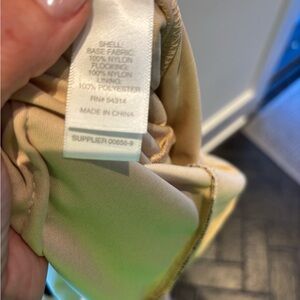 SHELL:
BASE FABRIC:
100% NYLON
FLOCKING:
100% NYLON
LINING:
100% POLYESTER
RN# 54314
MADE IN CHINA
SUPPLIER 00656-9